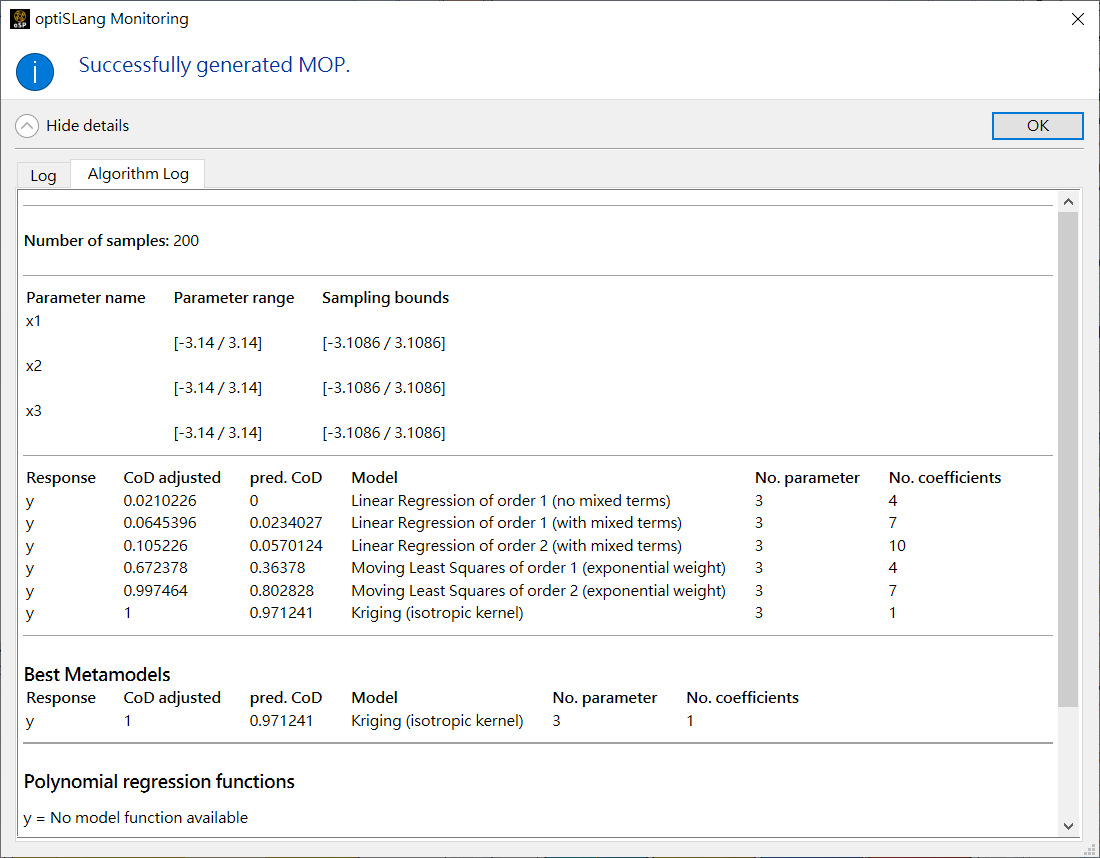 optiSLang Monitoring
Successfully generated MOP.
Hide details
OK
Log Algorithm Log
Number of samples: 200
Parameter name Parameter range Sampling bounds
x1
[-3.14 / 3.14] [-3.1086 / 3.1086]
x2
[-3.14 / 3.14] [-3.1086 / 3.1086]
x3
[-3.14 / 3.14] [-3.1086 / 3.1086]
Response CoD adjusted pred. CoD Model No. parameter No. coefficients
y 0.0210226 0 Linear Regression of order 1 (no mixed terms) 3 4
y 0.0645396 0.0234027 Linear Regression of order 1 (with mixed terms) 3 7
y 0.105226 0.0570124 Linear Regression of order 2 (with mixed terms) 3 10
y 0.672378 0.36378 Moving Least Squares of order 1 (exponential weight) 3 4
y 0.997464 0.802828 Moving Least Squares of order 2 (exponential weight) 3 7
y 1 0.971241 Kriging (isotropic kernel) 3 1
Best Metamodels
Response CoD adjusted pred. CoD Model No. parameter No. coefficients
y 1 0.971241 Kriging (isotropic kernel) 3 1
Polynomial regression functions
y = No model function available